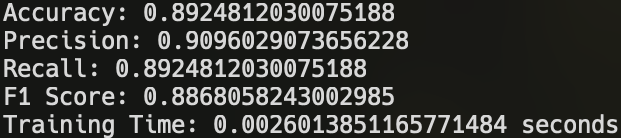 Accuracy: 0.8924812030075188
Precision: 0.9096029073656228
Recall: 0.8924812030075188
F1 Score: 0.8868058243002985
Training Time: 0.0026013851165771484 seconds